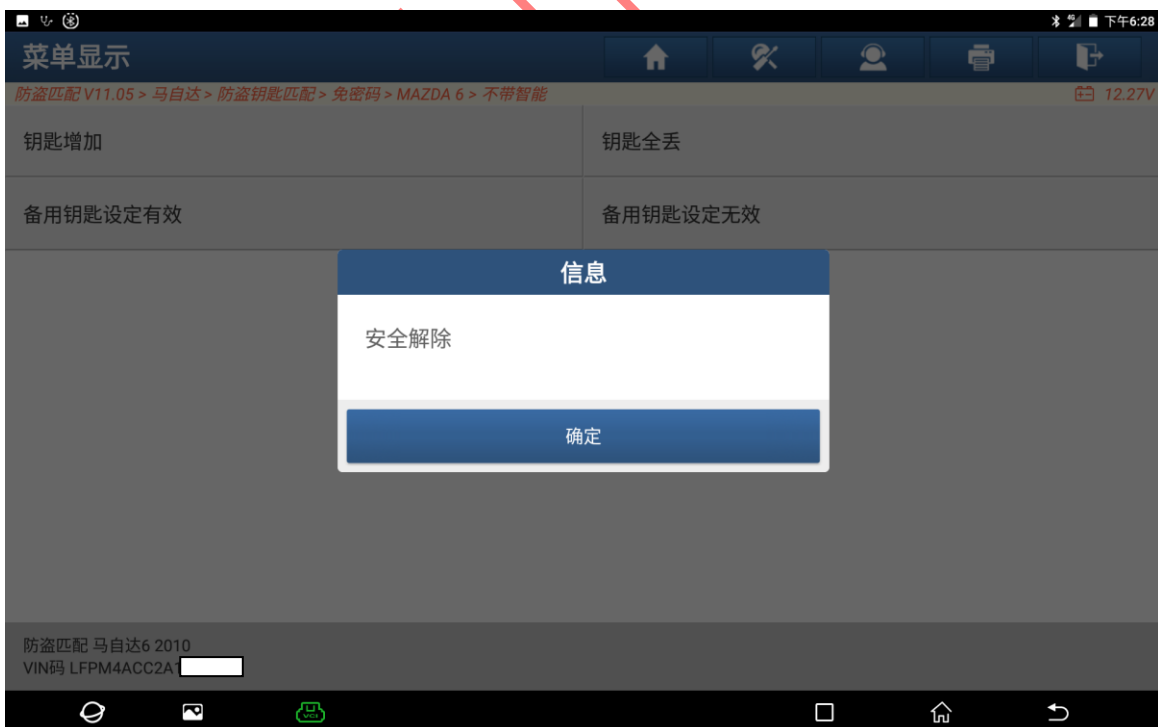 下午6:28
菜单显示
防盗匹配 V11.05 > 马自达 > 防盗钥匙匹配 > 免密码 > MAZDA 6 > 不带智能
12.27V
钥匙增加
钥匙全丢
备用钥匙设定有效
备用钥匙设定无效
信息
安全解除
确定
防盗匹配 马自达6 2010
VIN码 LFPM4ACC2A1
VCI